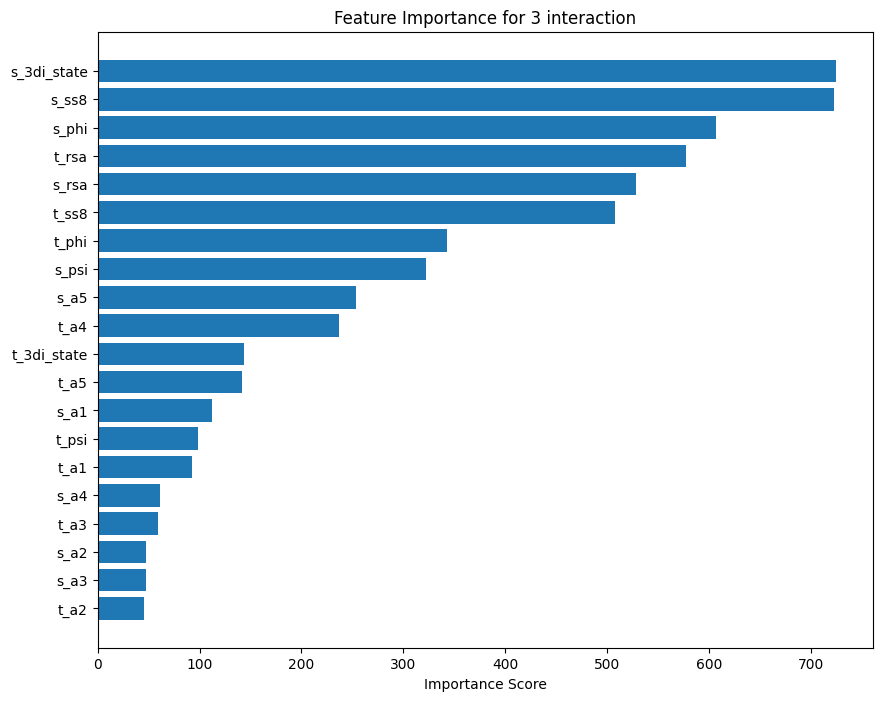 Feature Importance for 3 interaction
s_3di_state
s_ss8
s_phi
t_rsa
s_rsa
t_ss8
t_phi
s_psi
s_a5
t_a4
t_3di_state
t_a5
s_a1
t_psi
t_a1
s_a4
t_a3
s_a2
s_a3
t_a2
0 100 200 300 400 500 600 700
Importance Score